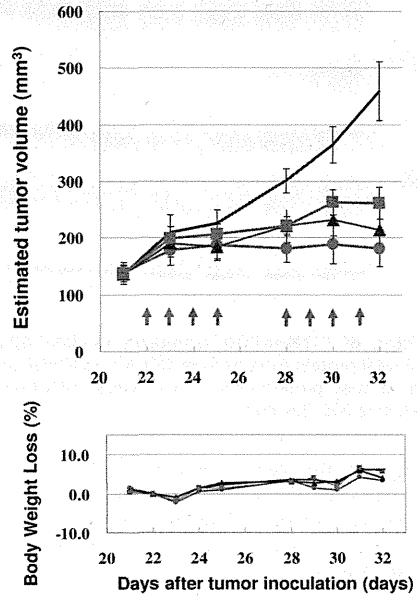 Estimated tumor volume (mm³)
600
500
400
300
200
100
0
20 22 24 26 28 30 32
Body Weight Loss (%)
10.0
0.0
-10.0
20 22 24 26 28 30 32
Days after tumor inoculation (days)